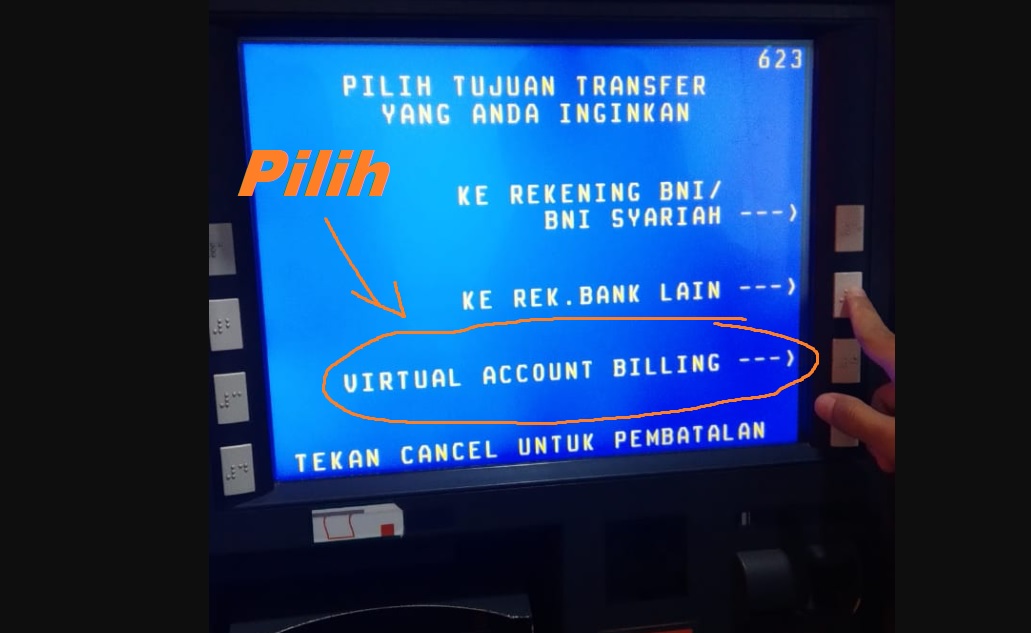 623
PILIH TUJUAN TRANSFER
YANG ANDA INGINKAN
Pilih
KE REKENING BNI/
BNI SYARIAH --->
KE REK.BANK LAIN --->
VIRTUAL ACCOUNT BILLING --->
TEKAN CANCEL UNTUK PEMBATALAN